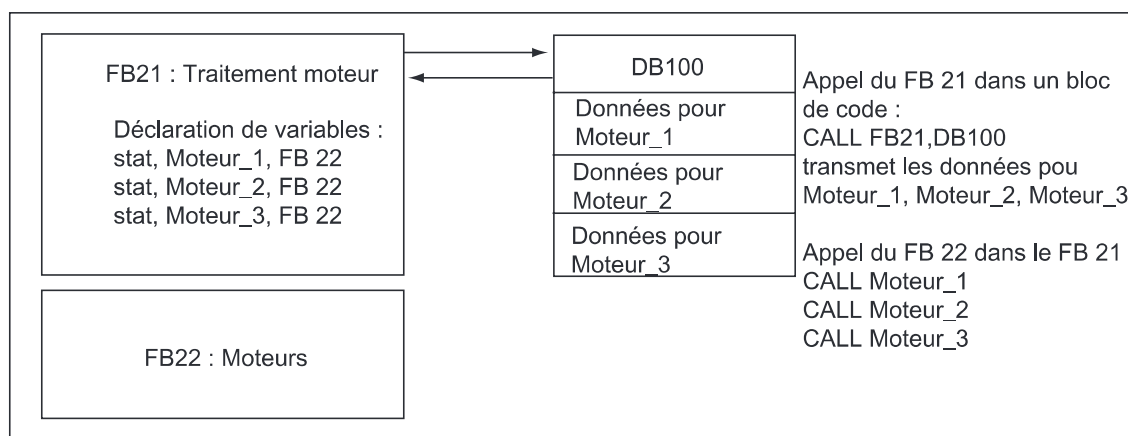 FB21 : Traitement moteur
Déclaration de variables :
stat, Moteur_1, FB 22
stat, Moteur_2, FB 22
stat, Moteur_3, FB 22
FB22 : Moteurs
DB100
Données pour
Moteur_1
Données pour
Moteur_2
Données pour
Moteur_3
Appel du FB 21 dans un bloc
de code :
CALL FB21,DB100
transmet les données pou
Moteur_1, Moteur_2, Moteur_3
Appel du FB 22 dans le FB 21
CALL Moteur_1
CALL Moteur_2
CALL Moteur_3